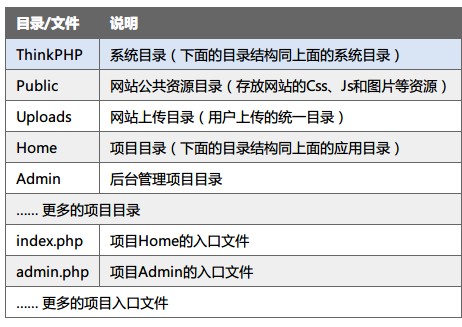 目录/文件 说明
ThinkPHP 系统目录（下面的目录结构同上面的系统目录）
Public 网站公共资源目录（存放网站的Css、Js和图片等资源）
Uploads 网站上传目录（用户上传的统一目录）
Home 项目目录（下面的目录结构同上面的应用目录）
Admin 后台管理项目目录
…… 更多的项目目录
index.php 项目Home的入口文件
admin.php 项目Admin的入口文件
…… 更多的项目入口文件